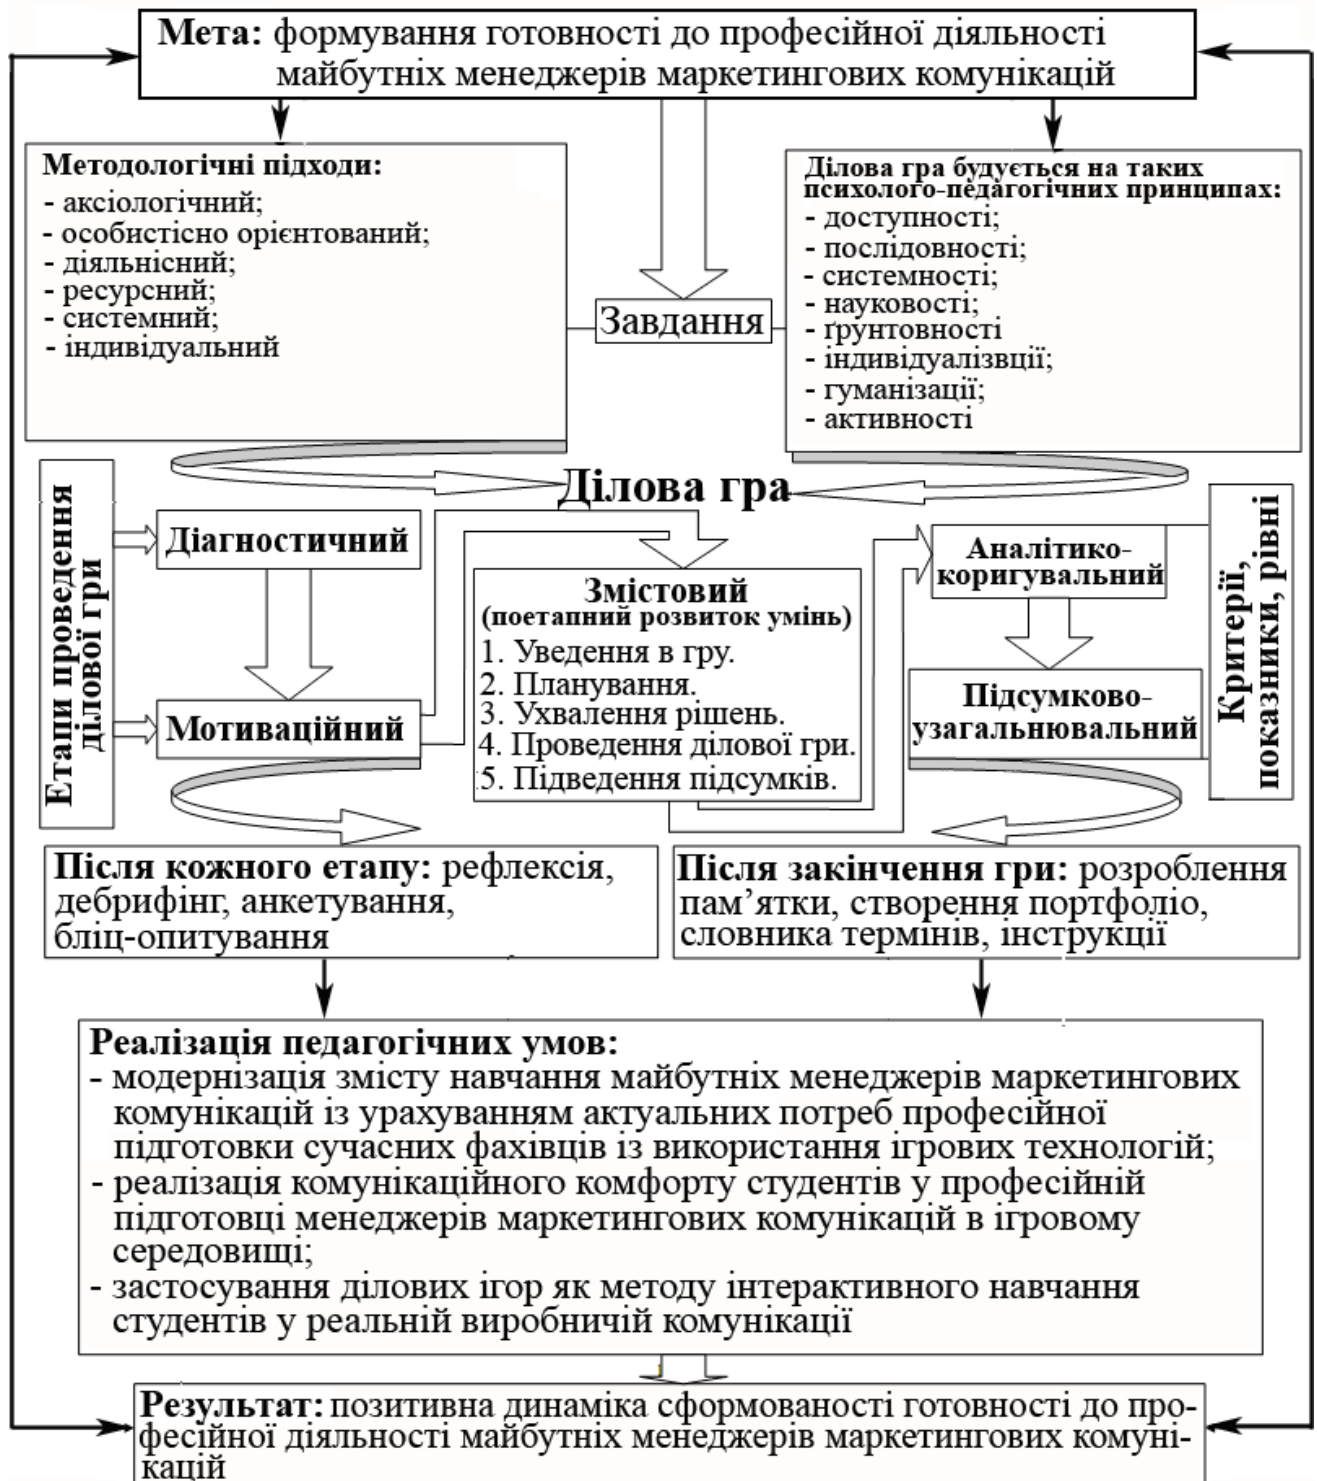 Мета: формування готовності до професійної діяльності
майбутніх менеджерів маркетингових комунікацій
Методологічні підходи:
- аксіологічний;
- особистісно орієнтований;
- діяльнісний;
- ресурсний;
- системний;
- індивідуальний
Завдання
Ділова гра будується на таких
психолого-педагогічних принципах:
- доступності;
- послідовності;
- системності;
- науковості;
- ґрунтовності
- індивідуалізвції;
- гуманізації;
- активності
Ділова гра
Етапи проведення
ділової гри
Діагностичний
Мотиваційний
Змістовий
(поетапний розвиток умінь)
1. Уведення в гру.
2. Планування.
3. Ухвалення рішень.
4. Проведення ділової гри.
5. Підведення підсумків.
Аналітико-
коригувальний
Підсумково-
узагальнювальний
Критерії,
показники, рівні
Після кожного етапу: рефлексія,
дебрифінг, анкетування,
бліц-опитування
Після закінчення гри: розроблення
пам’ятки, створення портфоліо,
словника термінів, інструкції
Реалізація педагогічних умов:
- модернізація змісту навчання майбутніх менеджерів маркетингових
комунікацій із урахуванням актуальних потреб професійної
підготовки сучасних фахівців із використання ігрових технологій;
- реалізація комунікаційного комфорту студентів у професійній
підготовці менеджерів маркетингових комунікацій в ігровому
середовищі;
- застосування ділових ігор як методу інтерактивного навчання
студентів у реальній виробничій комунікації
Результат: позитивна динаміка сформованості готовності до про-
фесійної діяльності майбутніх менеджерів маркетингових комуні-
кацій